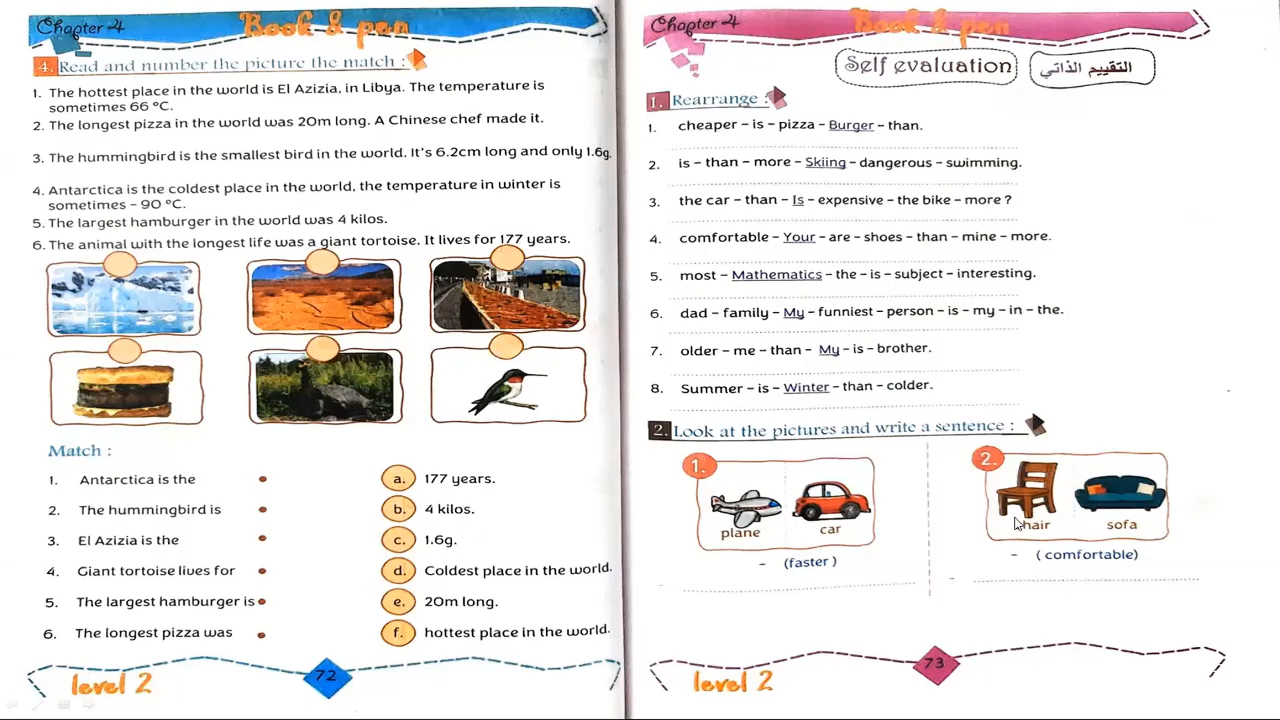 Chapter 4
Book & pen
4. Read and number the picture the match :
1. The hottest place in the world is El Azizia, in Libya. The temperature is
sometimes 66 ºC.
2. The longest pizza in the world was 20m long. A Chinese chef made it.
3. The hummingbird is the smallest bird in the world. It's 6.2cm long and only 1.6g.
4. Antarctica is the coldest place in the world, the temperature in winter is
sometimes – 90 ºC.
5. The largest hamburger in the world was 4 kilos.
6. The animal with the longest life was a giant tortoise. It lives for 177 years.
Match :
1. Antarctica is the
a. 177 years.
2. The hummingbird is
b. 4 kilos.
3. El Azizia is the
c. 1.6g.
4. Giant tortoise lives for
d. Coldest place in the world.
5. The largest hamburger is
e. 20m long.
6. The longest pizza was
f. hottest place in the world.
72
level 2
Chapter 4
Book & pen
Self evaluation
التقييم الذاتي
1. Rearrange :
1. cheaper – is – pizza – Burger – than.
2. is – than – more – Skiing – dangerous – swimming.
3. the car – than – Is – expensive – the bike – more ?
4. comfortable – Your – are – shoes – than – mine – more.
5. most – Mathematics – the – is – subject – interesting.
6. dad – family – My – funniest – person – is – my – in – the.
7. older – me – than – My – is – brother.
8. Summer – is – Winter – than – colder.
2. Look at the pictures and write a sentence :
1.
plane
car
– (faster )
2.
hair
sofa
– ( comfortable)
73
level 2